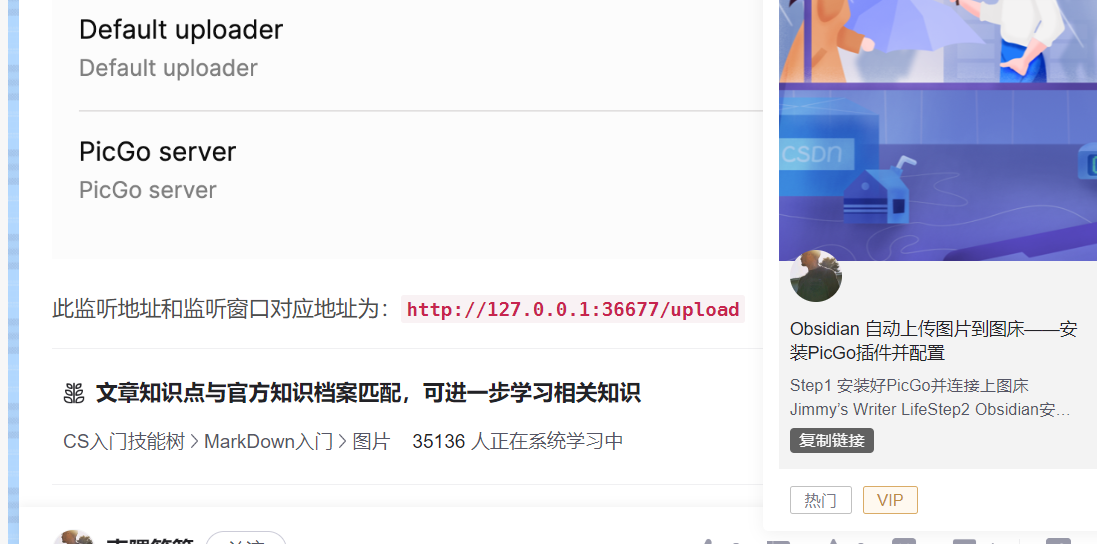 Default uploader
Default uploader
PicGo server
PicGo server
此监听地址和监听窗口对应地址为： http://127.0.0.1:36677/upload
文章知识点与官方知识档案匹配，可进一步学习相关知识
CS入门技能树 > MarkDown入门 > 图片 35136 人正在系统学习中
csdn
Obsidian 自动上传图片到图床——安
装PicGo插件并配置
Step1 安装好PicGo并连接上图床
Jimmy’s Writer LifeStep2 Obsidian安...
复制链接
热门 VIP